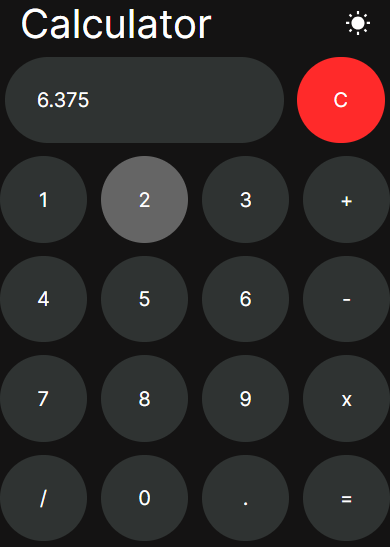 Calculator
6.375 C
1 2 3 +
4 5 6 -
7 8 9 x
/ 0 . =